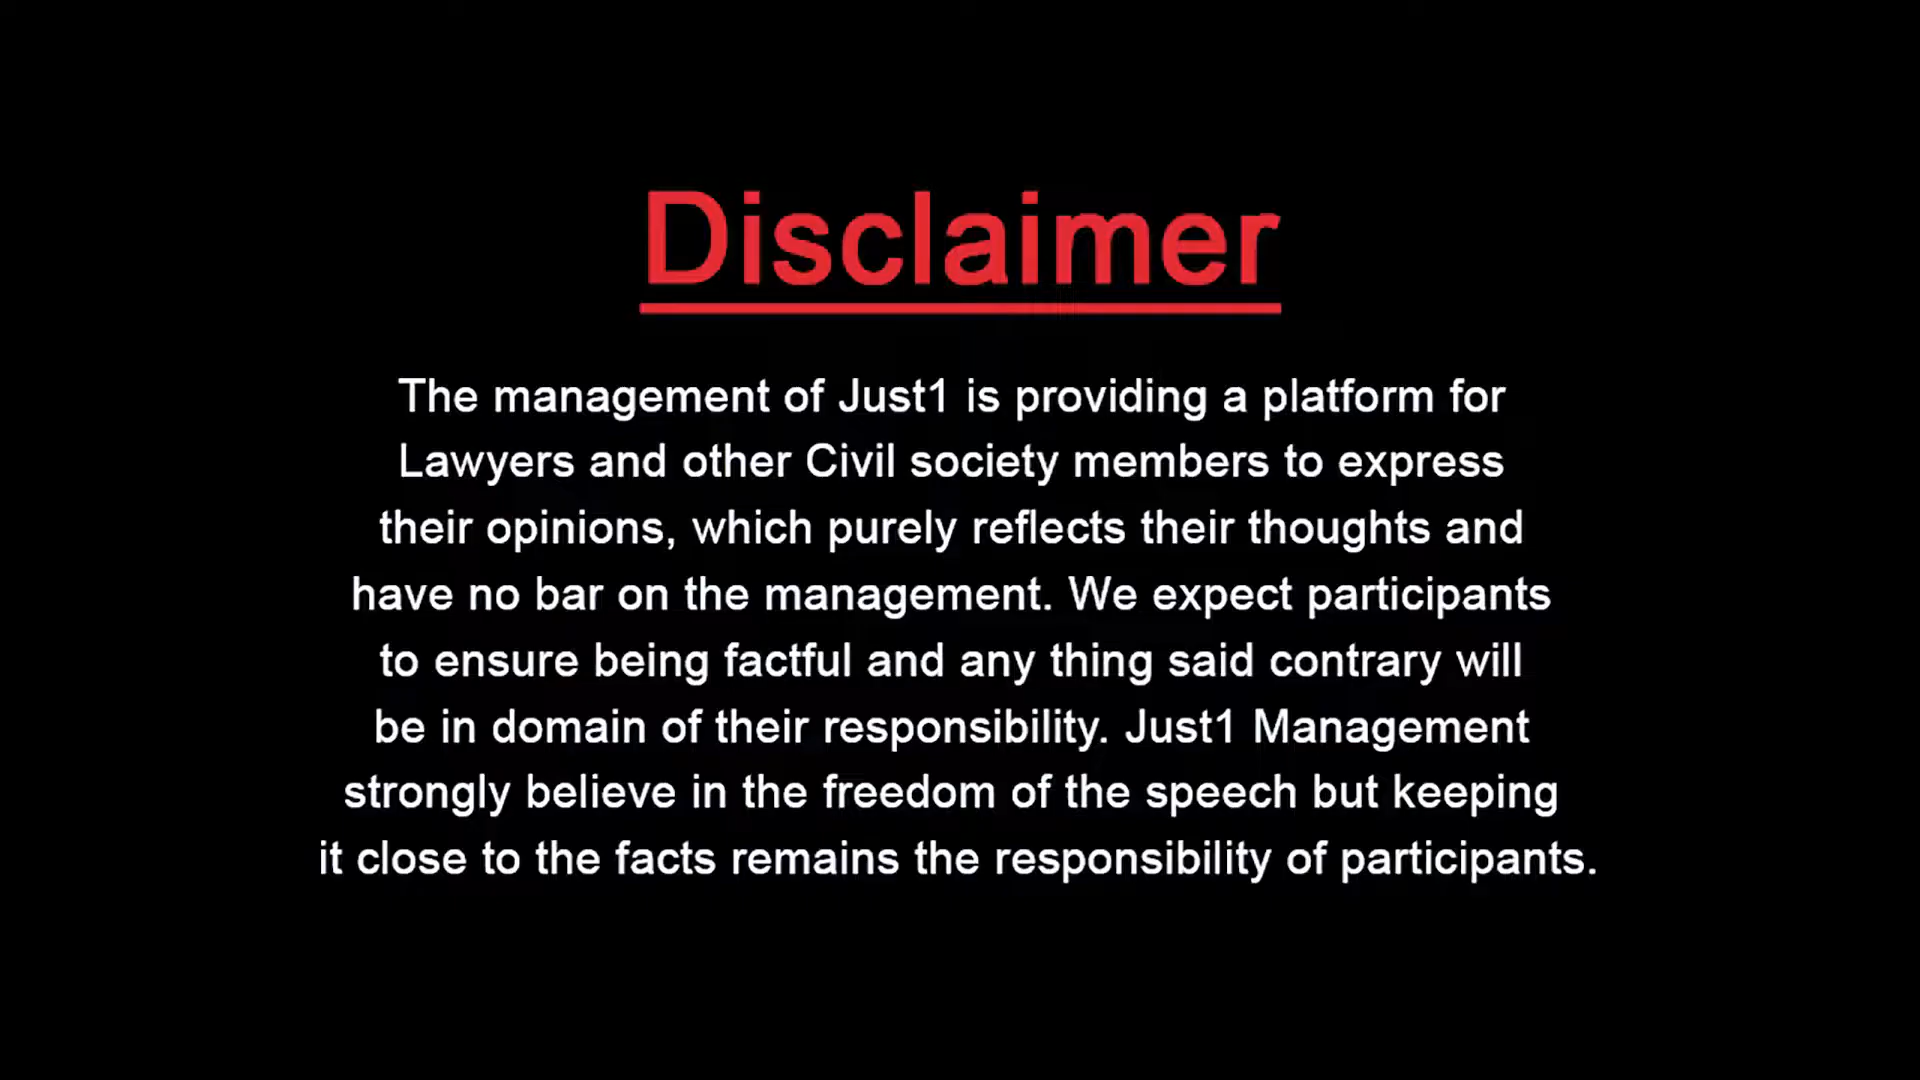 Disclaimer
The management of Just1 is providing a platform for
Lawyers and other Civil society members to express
their opinions, which purely reflects their thoughts and
have no bar on the management. We expect participants
to ensure being factful and any thing said contrary will
be in domain of their responsibility. Just1 Management
strongly believe in the freedom of the speech but keeping
it close to the facts remains the responsibility of participants.